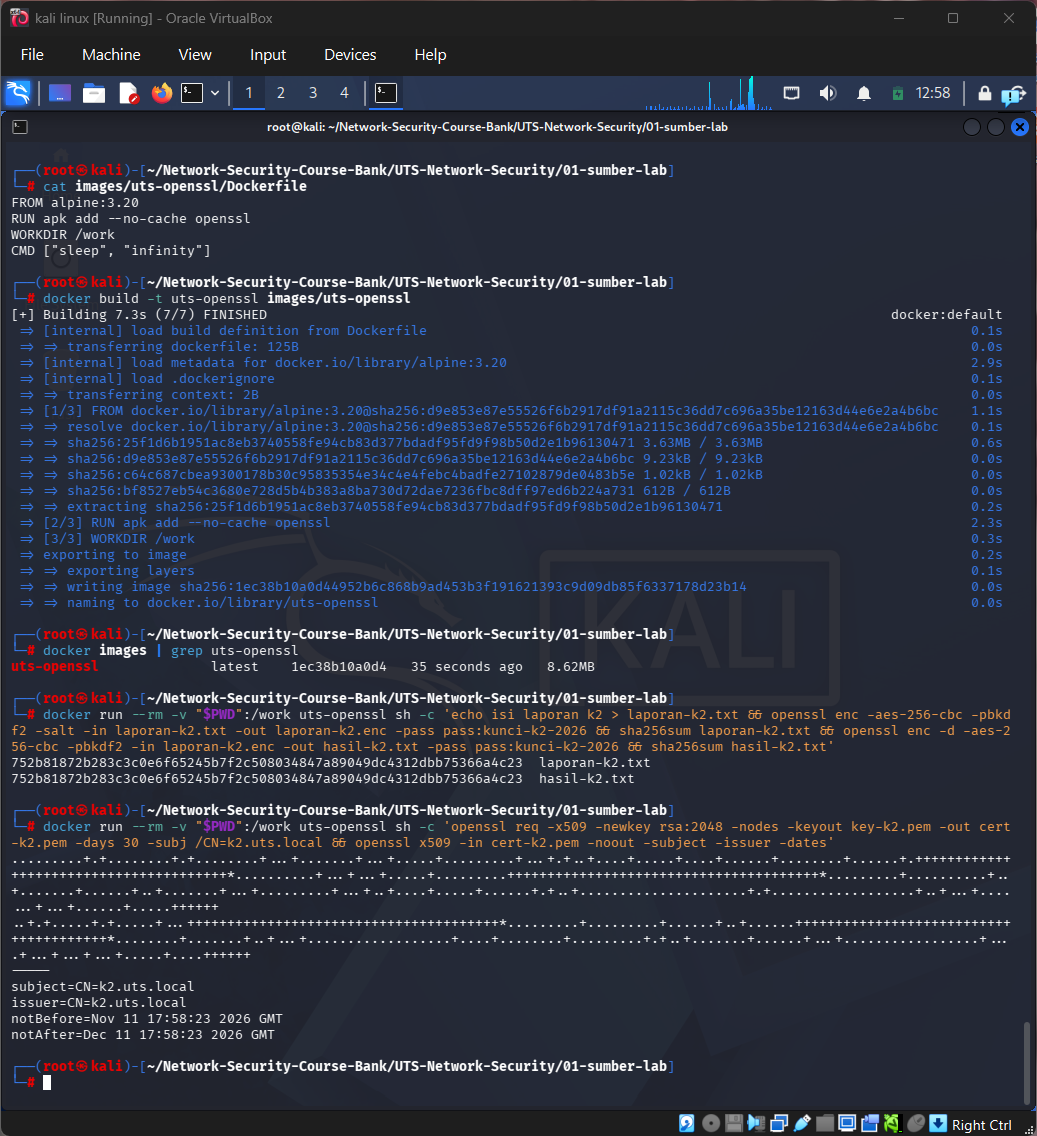 kali linux [Running] - Oracle VirtualBox
File Machine View Input Devices Help
1 2 3 4 12:58
root@kali: ~/Network-Security-Course-Bank/UTS-Network-Security/01-sumber-lab
┌──(root㉿kali)-[~/Network-Security-Course-Bank/UTS-Network-Security/01-sumber-lab]
└─# cat images/uts-openssl/Dockerfile
FROM alpine:3.20
RUN apk add --no-cache openssl
WORKDIR /work
CMD ["sleep", "infinity"]
┌──(root㉿kali)-[~/Network-Security-Course-Bank/UTS-Network-Security/01-sumber-lab]
└─# docker build -t uts-openssl images/uts-openssl
[+] Building 7.3s (7/7) FINISHED docker:default
=> [internal] load build definition from Dockerfile 0.1s
=> => transferring dockerfile: 125B 0.0s
=> [internal] load metadata for docker.io/library/alpine:3.20 2.9s
=> [internal] load .dockerignore 0.1s
=> => transferring context: 2B 0.0s
=> [1/3] FROM docker.io/library/alpine:3.20@sha256:d9e853e87e55526f6b2917df91a2115c36dd7c696a35be12163d44e6e2a4b6bc 1.1s
=> => resolve docker.io/library/alpine:3.20@sha256:d9e853e87e55526f6b2917df91a2115c36dd7c696a35be12163d44e6e2a4b6bc 0.1s
=> => sha256:25f1d6b1951ac8eb3740558fe94cb83d377bdadf95fd9f98b50d2e1b96130471 3.63MB / 3.63MB 0.6s
=> => sha256:d9e853e87e55526f6b2917df91a2115c36dd7c696a35be12163d44e6e2a4b6bc 9.23kB / 9.23kB 0.0s
=> => sha256:c64c687cbea9300178b30c95835354e34c4e4febc4badfe27102879de0483b5e 1.02kB / 1.02kB 0.0s
=> => sha256:bf8527eb54c3680e728d5b4b383a8ba730d72dae7236fbc8dff97ed6b224a731 612B / 612B 0.0s
=> => extracting sha256:25f1d6b1951ac8eb3740558fe94cb83d377bdadf95fd9f98b50d2e1b96130471 0.2s
=> [2/3] RUN apk add --no-cache openssl 2.3s
=> [3/3] WORKDIR /work 0.3s
=> exporting to image 0.2s
=> => exporting layers 0.1s
=> => writing image sha256:1ec38b10a0d44952b6c868b9ad453b3f191621393c9d09db85f6337178d23b14 0.0s
=> => naming to docker.io/library/uts-openssl 0.0s
┌──(root㉿kali)-[~/Network-Security-Course-Bank/UTS-Network-Security/01-sumber-lab]
└─# docker images | grep uts-openssl
uts-openssl latest 1ec38b10a0d4 35 seconds ago 8.62MB
┌──(root㉿kali)-[~/Network-Security-Course-Bank/UTS-Network-Security/01-sumber-lab]
└─# docker run --rm -v "$PWD":/work uts-openssl sh -c 'echo isi laporan k2 > laporan-k2.txt && openssl enc -aes-256-cbc -pbkd
f2 -salt -in laporan-k2.txt -out laporan-k2.enc -pass pass:kunci-k2-2026 && sha256sum laporan-k2.txt && openssl enc -d -aes-2
56-cbc -pbkdf2 -in laporan-k2.enc -out hasil-k2.txt -pass pass:kunci-k2-2026 && sha256sum hasil-k2.txt'
752b81872b283c3c0e6f65245b7f2c508034847a89049dc4312dbb75366a4c23 laporan-k2.txt
752b81872b283c3c0e6f65245b7f2c508034847a89049dc4312dbb75366a4c23 hasil-k2.txt
┌──(root㉿kali)-[~/Network-Security-Course-Bank/UTS-Network-Security/01-sumber-lab]
└─# docker run --rm -v "$PWD":/work uts-openssl sh -c 'openssl req -x509 -newkey rsa:2048 -nodes -keyout key-k2.pem -out cert
-k2.pem -days 30 -subj /CN=k2.uts.local && openssl x509 -in cert-k2.pem -noout -subject -issuer -dates'
-----
subject=CN=k2.uts.local
issuer=CN=k2.uts.local
notBefore=Nov 11 17:58:23 2026 GMT
notAfter=Dec 11 17:58:23 2026 GMT
┌──(root㉿kali)-[~/Network-Security-Course-Bank/UTS-Network-Security/01-sumber-lab]
└─#
KALI
Right Ctrl